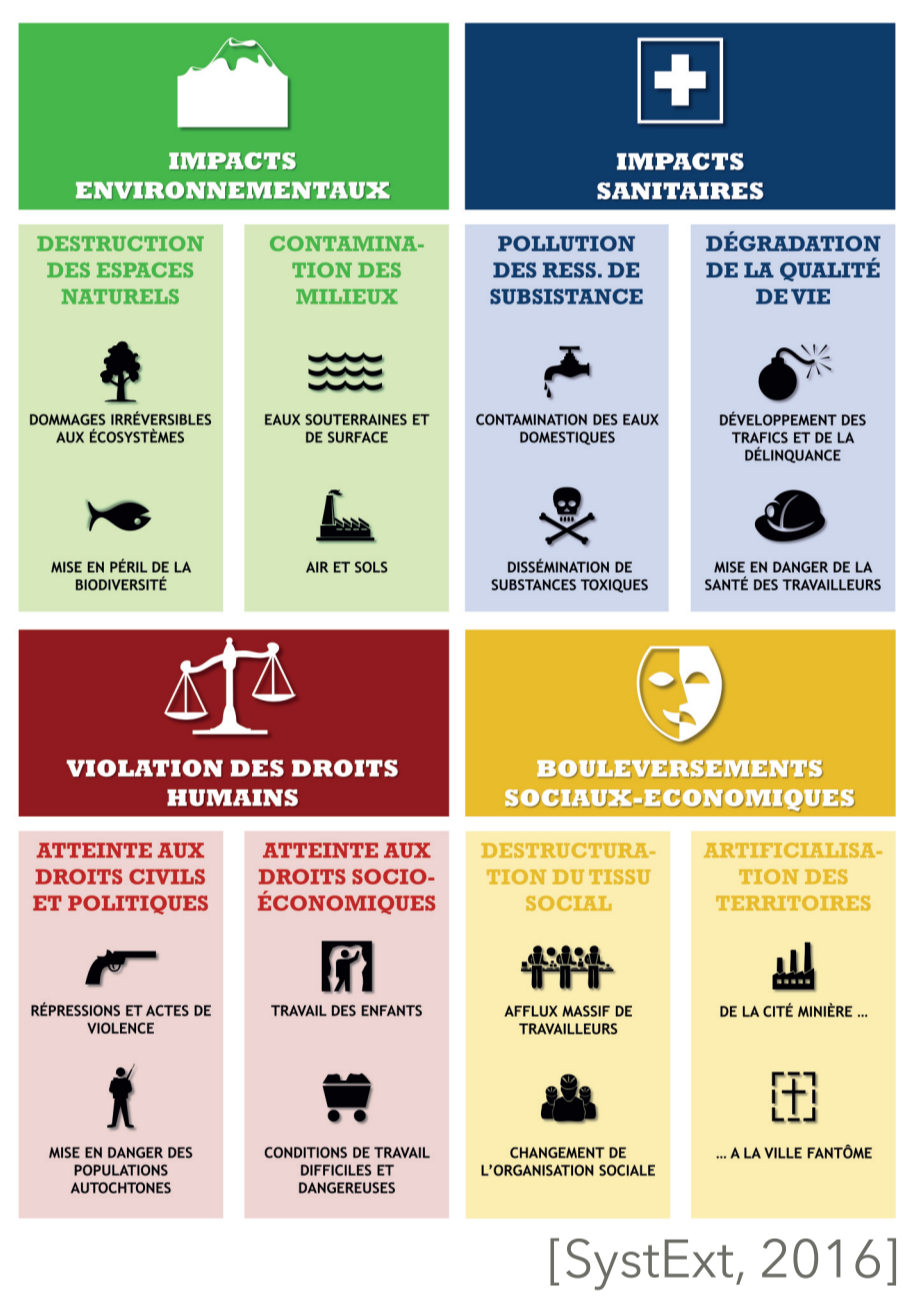 IMPACTS
ENVIRONNEMENTAUX
IMPACTS
SANITAIRES
DESTRUCTION
DES ESPACES
NATURELS
DOMMAGES IRRÉVERSIBLES
AUX ÉCOSYSTÈMES
MISE EN PÉRIL DE LA
BIODIVERSITÉ
CONTAMINA-
TION DES
MILIEUX
EAUX SOUTERRAINES ET
DE SURFACE
AIR ET SOLS
POLLUTION
DES RESS. DE
SUBSISTANCE
CONTAMINATION DES EAUX
DOMESTIQUES
DISSÉMINATION DE
SUBSTANCES TOXIQUES
DÉGRADATION
DE LA QUALITÉ
DE VIE
DÉVELOPPEMENT DES
TRAFICS ET DE LA
DÉLINQUANCE
MISE EN DANGER DE LA
SANTÉ DES TRAVAILLEURS
VIOLATION DES DROITS
HUMAINS
BOULEVERSEMENTS
SOCIAUX-ECONOMIQUES
ATTEINTE AUX
DROITS CIVILS
ET POLITIQUES
RÉPRESSIONS ET ACTES DE
VIOLENCE
MISE EN DANGER DES
POPULATIONS
AUTOCHTONES
ATTEINTE AUX
DROITS SOCIO-
ÉCONOMIQUES
TRAVAIL DES ENFANTS
CONDITIONS DE TRAVAIL
DIFFICILES ET
DANGEREUSES
DESTRUCTURA-
TION DU TISSU
SOCIAL
AFFLUX MASSIF DE
TRAVAILLEURS
CHANGEMENT DE
L'ORGANISATION SOCIALE
ARTIFICIALISA-
TION DES
TERRITOIRES
DE LA CITÉ MINIÈRE ...
... A LA VILLE FANTÔME
[SystExt, 2016]